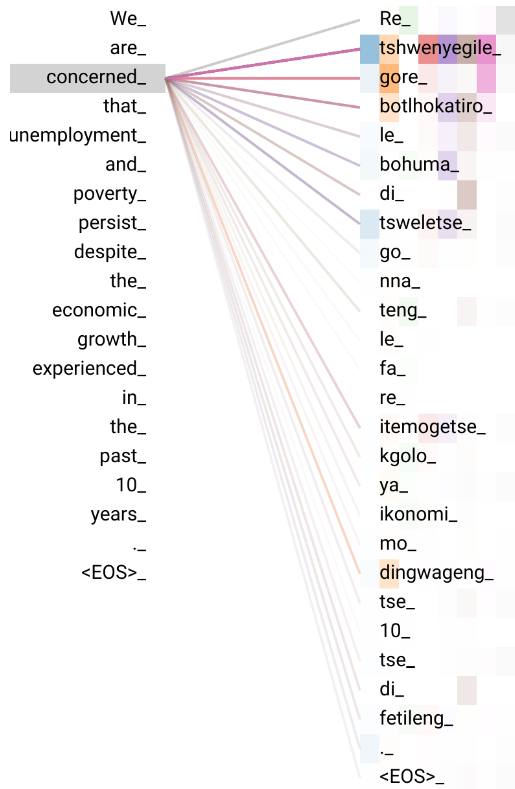 We_ Re_
are_ tshwenyegile_
concerned_ gore_
that_ botlhokatiro_
unemployment_ le_
and_ bohuma_
poverty_ di_
persist_ tsweletse_
despite_ go_
the_ nna_
economic_ teng_
growth_ le_
experienced_ fa_
in_ re_
the_ itemogetse_
past_ kgolo_
10_ ya_
years_ ikonomi_
._ mo_
<EOS>_ dingwageng_
tse_
10_
tse_
di_
fetileng_
._
<EOS>_